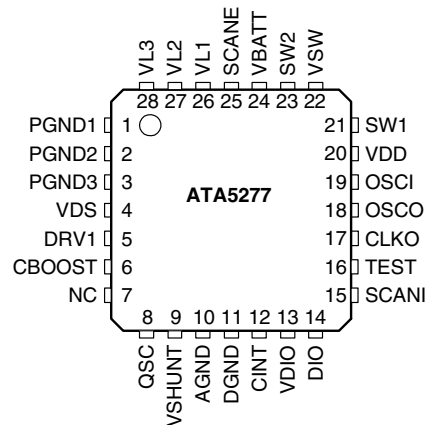 VL3
VL2
VL1
SCANE
VBATT
SW2
VSW
28 27 26 25 24 23 22
PGND1 1
PGND2 2
PGND3 3
VDS 4
DRV1 5
CBOOST 6
NC 7
ATA5277
21 SW1
20 VDD
19 OSCI
18 OSCO
17 CLKO
16 TEST
15 SCANI
8 9 10 11 12 13 14
QSC
VSHUNT
AGND
DGND
CINT
VDIO
DIO